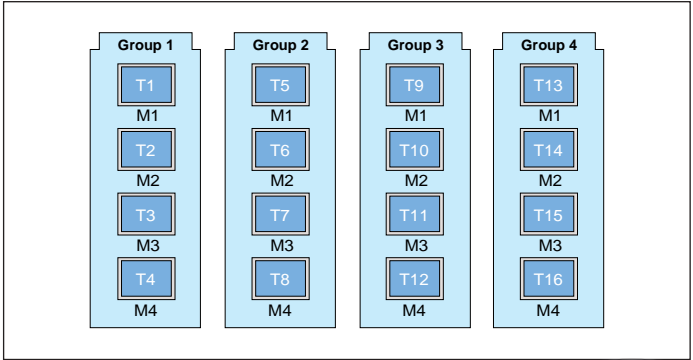 Group 1 Group 2 Group 3 Group 4
T1 T5 T9 T13
M1 M1 M1 M1
T2 T6 T10 T14
M2 M2 M2 M2
T3 T7 T11 T15
M3 M3 M3 M3
T4 T8 T12 T16
M4 M4 M4 M4